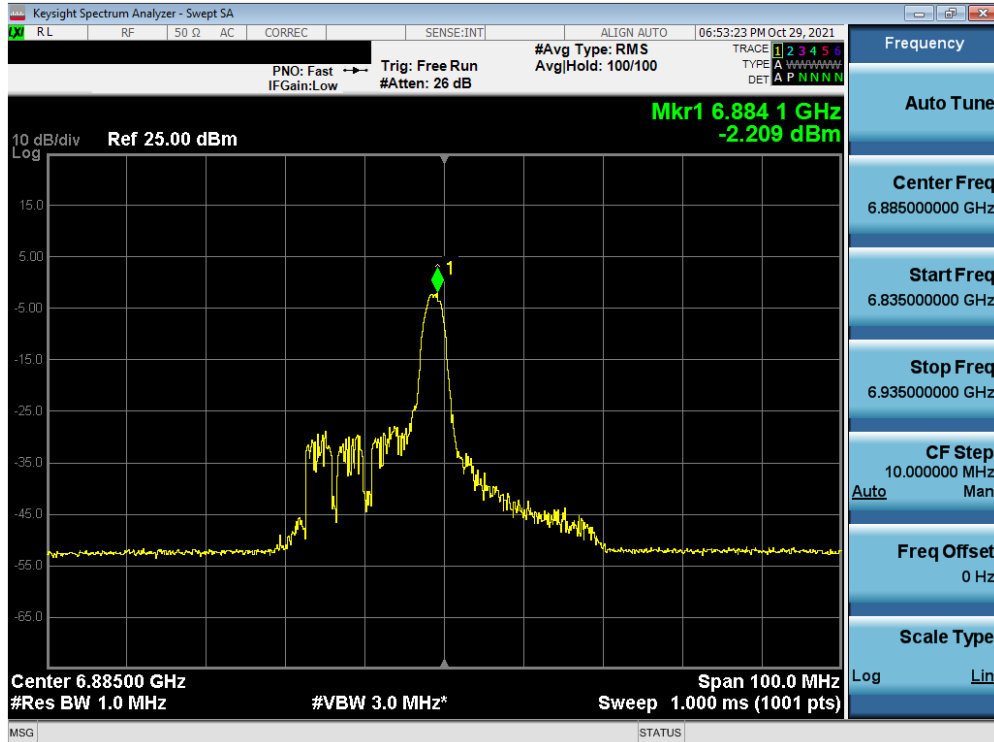 Keysight Spectrum Analyzer - Swept SA
LXI RL RF 50 Ω AC CORREC SENSE:INT ALIGN AUTO 06:53:23 PM Oct 29, 2021
PNO: Fast
IFGain:Low
Trig: Free Run
#Atten: 26 dB
#Avg Type: RMS
Avg|Hold: 100/100
TRACE 1 2 3 4 5 6
TYPE A WWWWW
DET A P N N N N
Mkr1 6.884 1 GHz
-2.209 dBm
10 dB/div Ref 25.00 dBm
Log
15.0
5.00
-5.00
-15.0
-25.0
-35.0
-45.0
-55.0
-65.0
1
Center 6.88500 GHz Span 100.0 MHz
#Res BW 1.0 MHz #VBW 3.0 MHz* Sweep 1.000 ms (1001 pts)
MSG STATUS
Frequency
Auto Tune
Center Freq
6.885000000 GHz
Start Freq
6.835000000 GHz
Stop Freq
6.935000000 GHz
CF Step
10.000000 MHz
Auto Man
Freq Offset
0 Hz
Scale Type
Log Lin